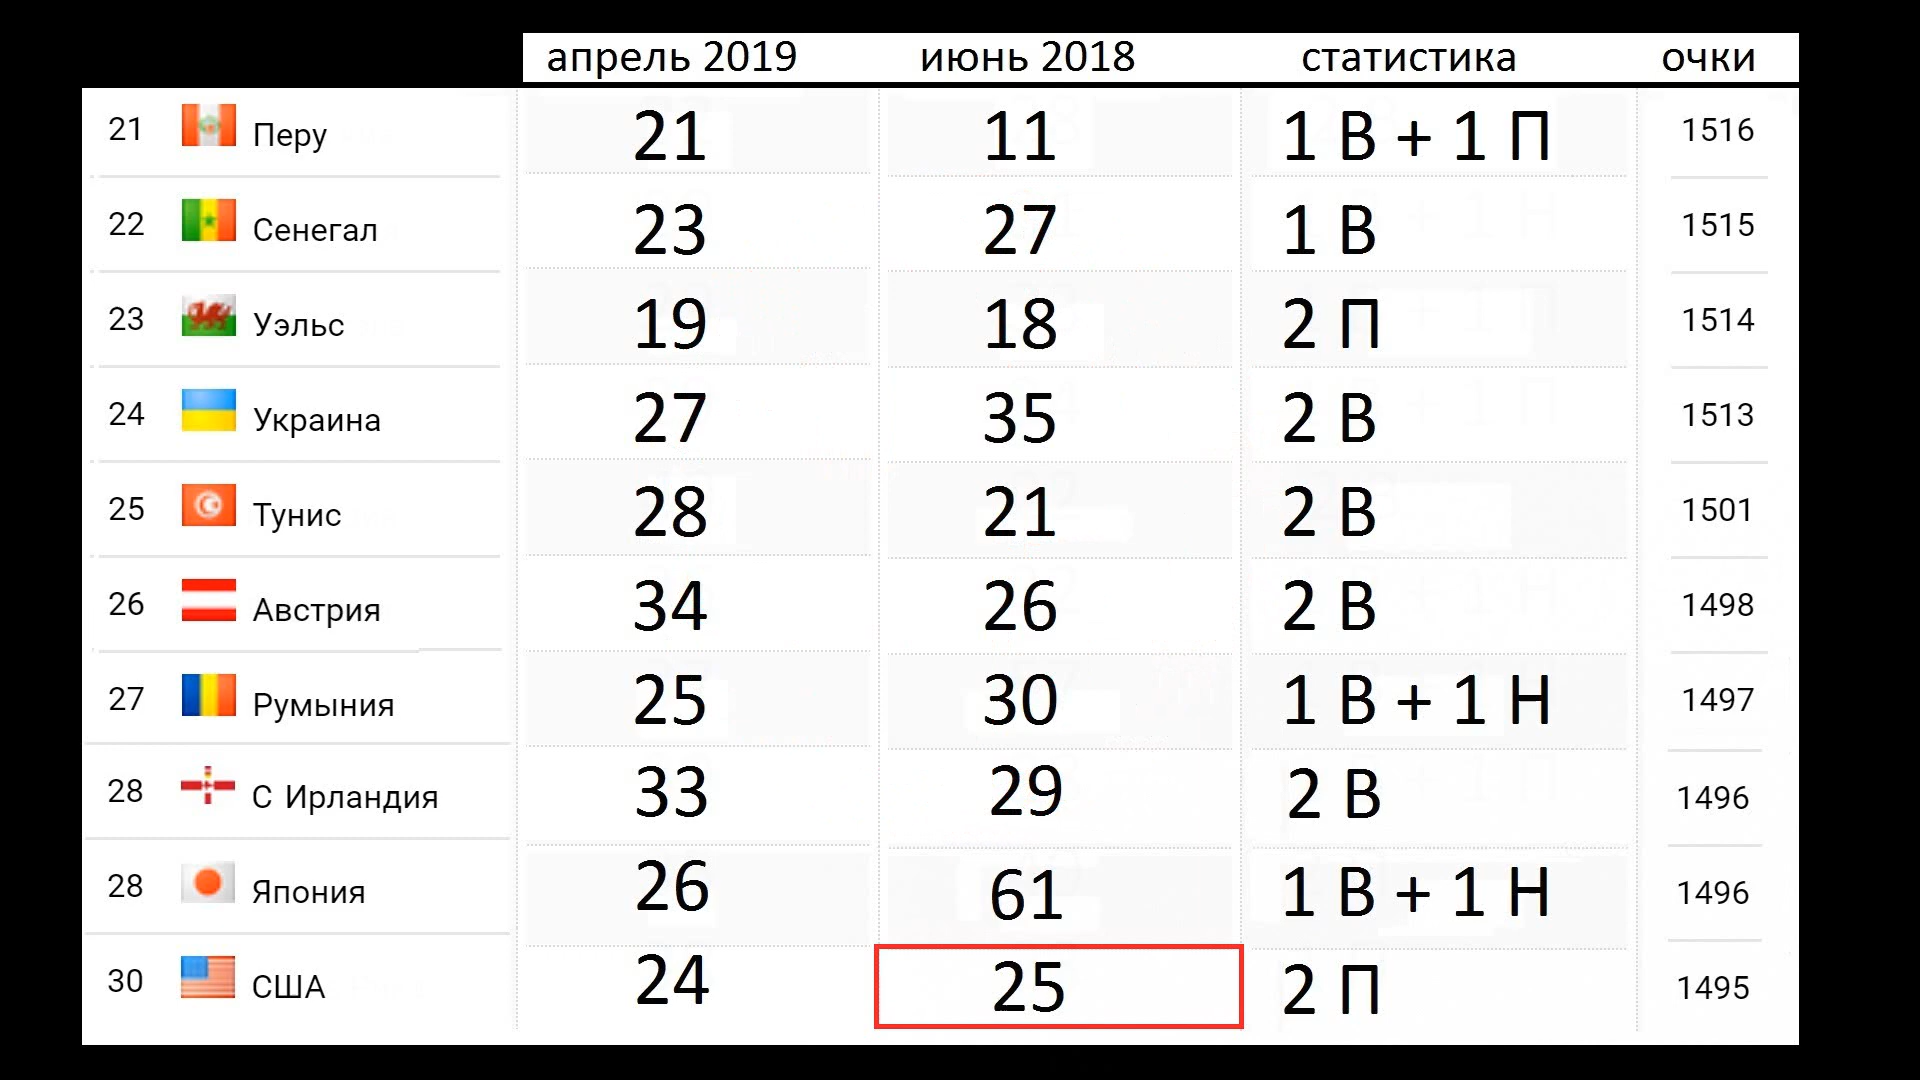 апрель 2019 июнь 2018 статистика очки
21 Перу 21 11 1 В + 1 П 1516
22 Сенегал 23 27 1 В 1515
23 Уэльс 19 18 2 П 1514
24 Украина 27 35 2 В 1513
25 Тунис 28 21 2 В 1501
26 Австрия 34 26 2 В 1498
27 Румыния 25 30 1 В + 1 Н 1497
28 С Ирландия 33 29 2 В 1496
28 Япония 26 61 1 В + 1 Н 1496
30 США 24 25 2 П 1495